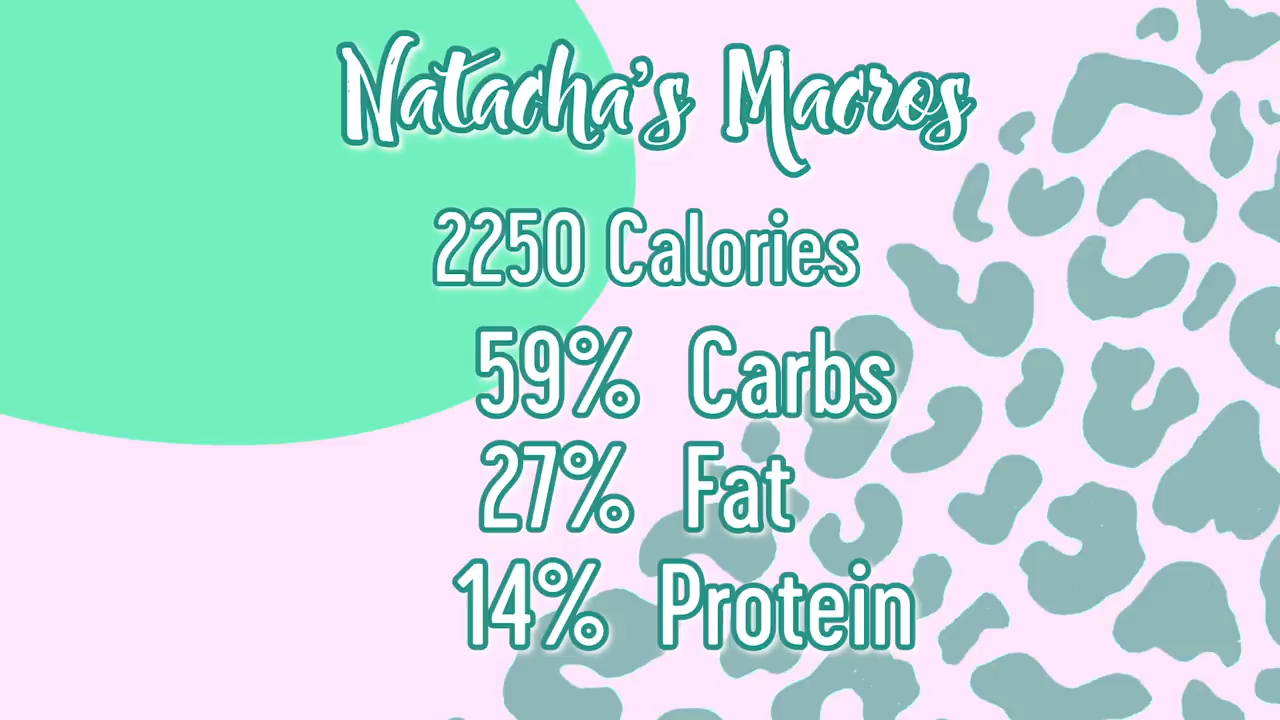 Natacha's Macros
2250 Calories
59% Carbs
27% Fat
14% Protein